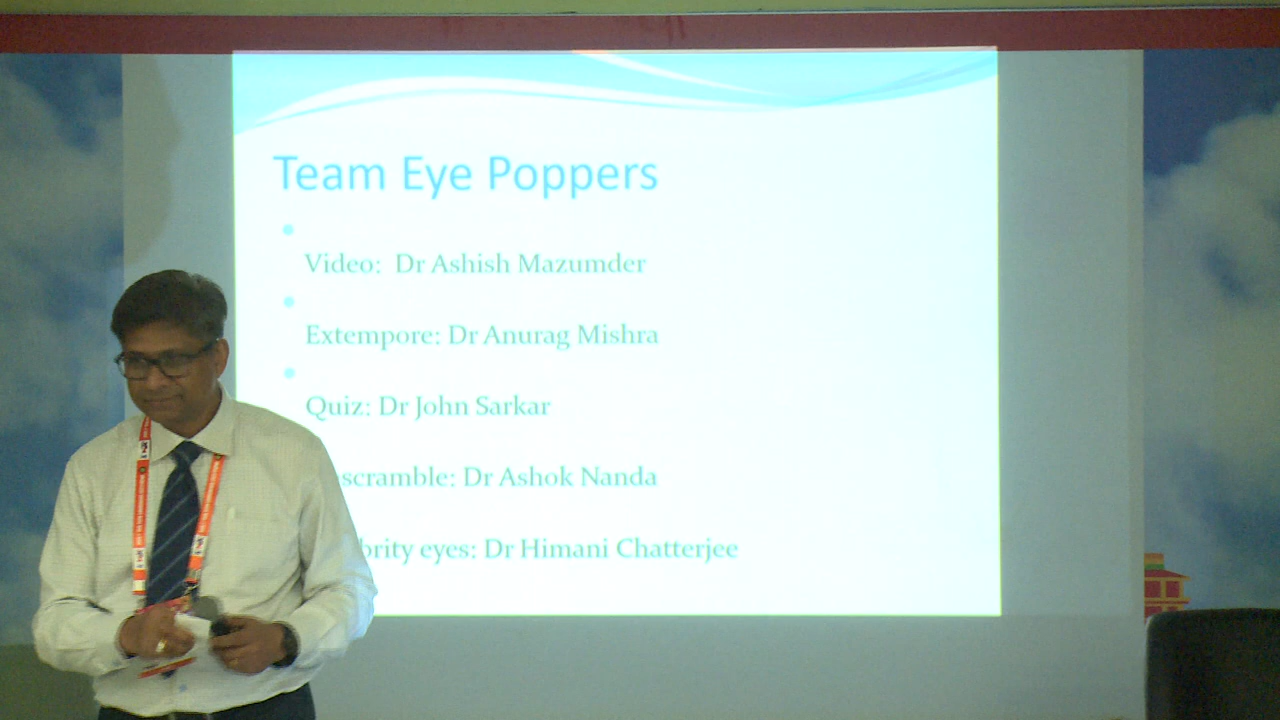 Team Eye Poppers
Video: Dr Ashish Mazumder
Extempore: Dr Anurag Mishra
Quiz: Dr John Sarkar
scramble: Dr Ashok Nanda
brity eyes: Dr Himani Chatterjee